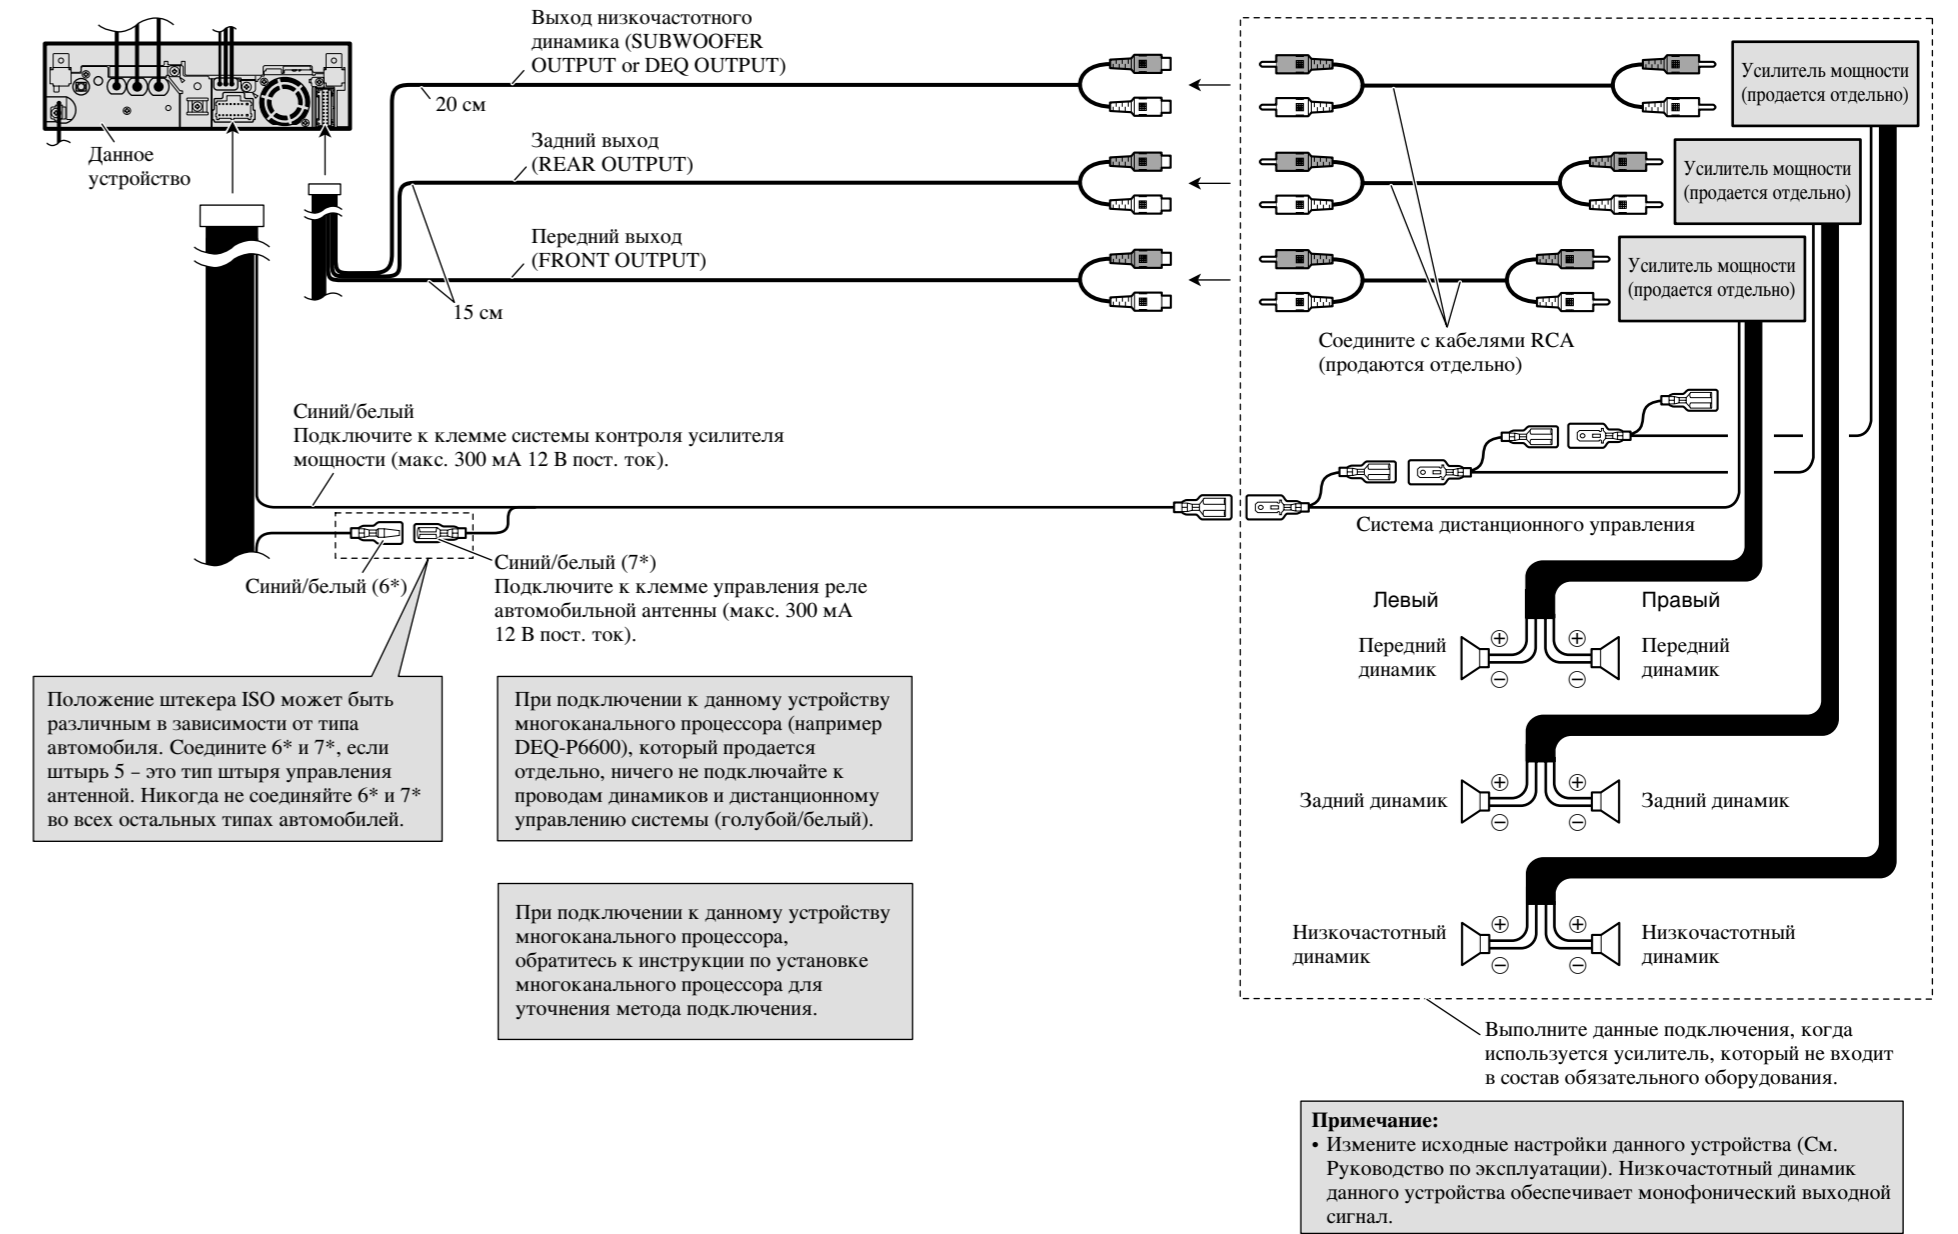 Выход низкочастотного
динамика (SUBWOOFER
OUTPUT or DEQ OUTPUT)
20 см
Данное
устройство
Задний выход
(REAR OUTPUT)
Передний выход
(FRONT OUTPUT)
15 см
Усилитель мощности
(продается отдельно)
Усилитель мощности
(продается отдельно)
Усилитель мощности
(продается отдельно)
Соедините с кабелями RCA
(продаются отдельно)
Синий/белый
Подключите к клемме системы контроля усилителя
мощности (макс. 300 мА 12 В пост. ток).
Система дистанционного управления
Синий/белый (6*)
Синий/белый (7*)
Подключите к клемме управления реле
автомобильной антенны (макс. 300 мА
12 В пост. ток).
Положение штекера ISO может быть
различным в зависимости от типа
автомобиля. Соедините 6* и 7*, если
штырь 5 – это тип штыря управления
антенной. Никогда не соединяйте 6* и 7*
во всех остальных типах автомобилей.
При подключении к данному устройству
многоканального процессора (например
DEQ-P6600), который продается
отдельно, ничего не подключайте к
проводам динамиков и дистанционному
управлению системы (голубой/белый).
При подключении к данному устройству
многоканального процессора,
обратитесь к инструкции по установке
многоканального процессора для
уточнения метода подключения.
Левый
Правый
Передний
динамик
⊕
⊖
⊕
⊖
Передний
динамик
Задний динамик
⊕
⊖
⊕
⊖
Задний динамик
Низкочастотный
динамик
⊕
⊖
⊕
⊖
Низкочастотный
динамик
Выполните данные подключения, когда
используется усилитель, который не входит
в состав обязательного оборудования.
Примечание:
• Измените исходные настройки данного устройства (См.
Руководство по эксплуатации). Низкочастотный динамик
данного устройства обеспечивает монофонический выходной
сигнал.